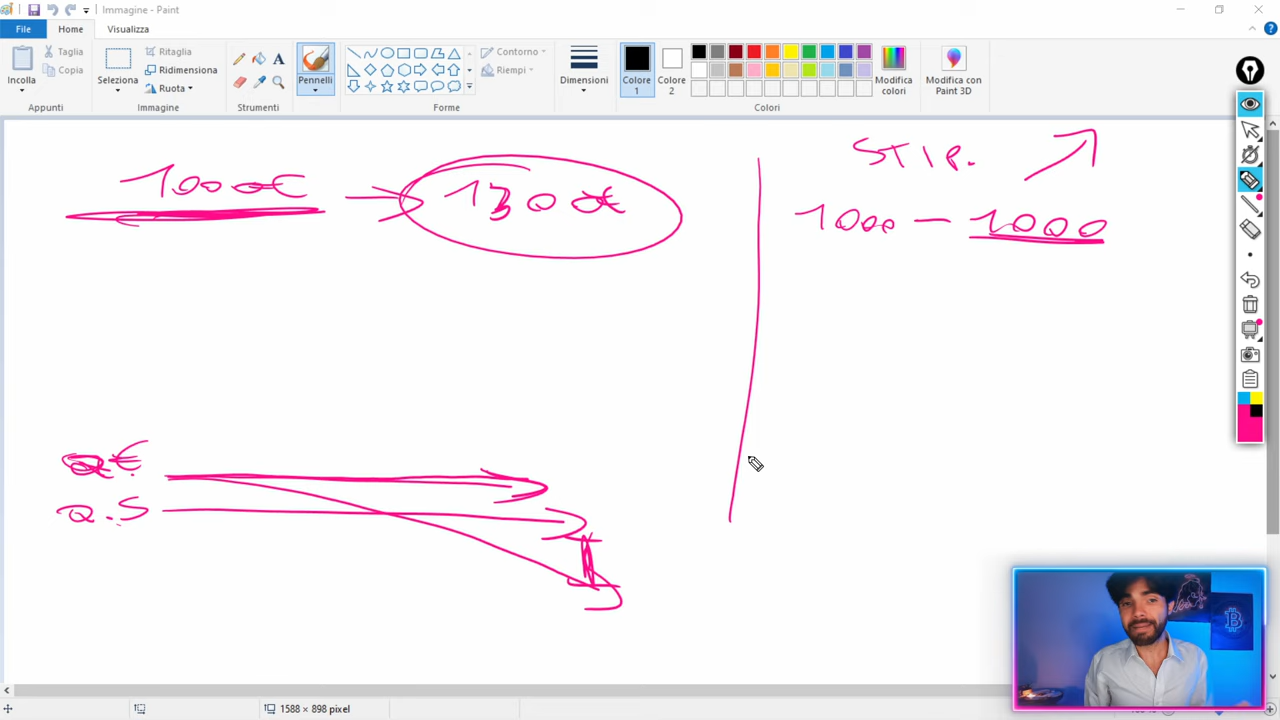 Immagine - Paint
File Home Visualizza
Incolla
Taglia
Copia
Appunti
Seleziona
Ritaglia
Ridimensiona
Ruota
Immagine
A
Strumenti
Pennelli
Contorno
Riempi
Forme
Dimensioni
Colore 1
Colore 2
Colori
Modifica colori
Modifica con Paint 3D
STIP.
1000€
1300€
1000 - 1000
€
2.5
1588 × 898 pixel